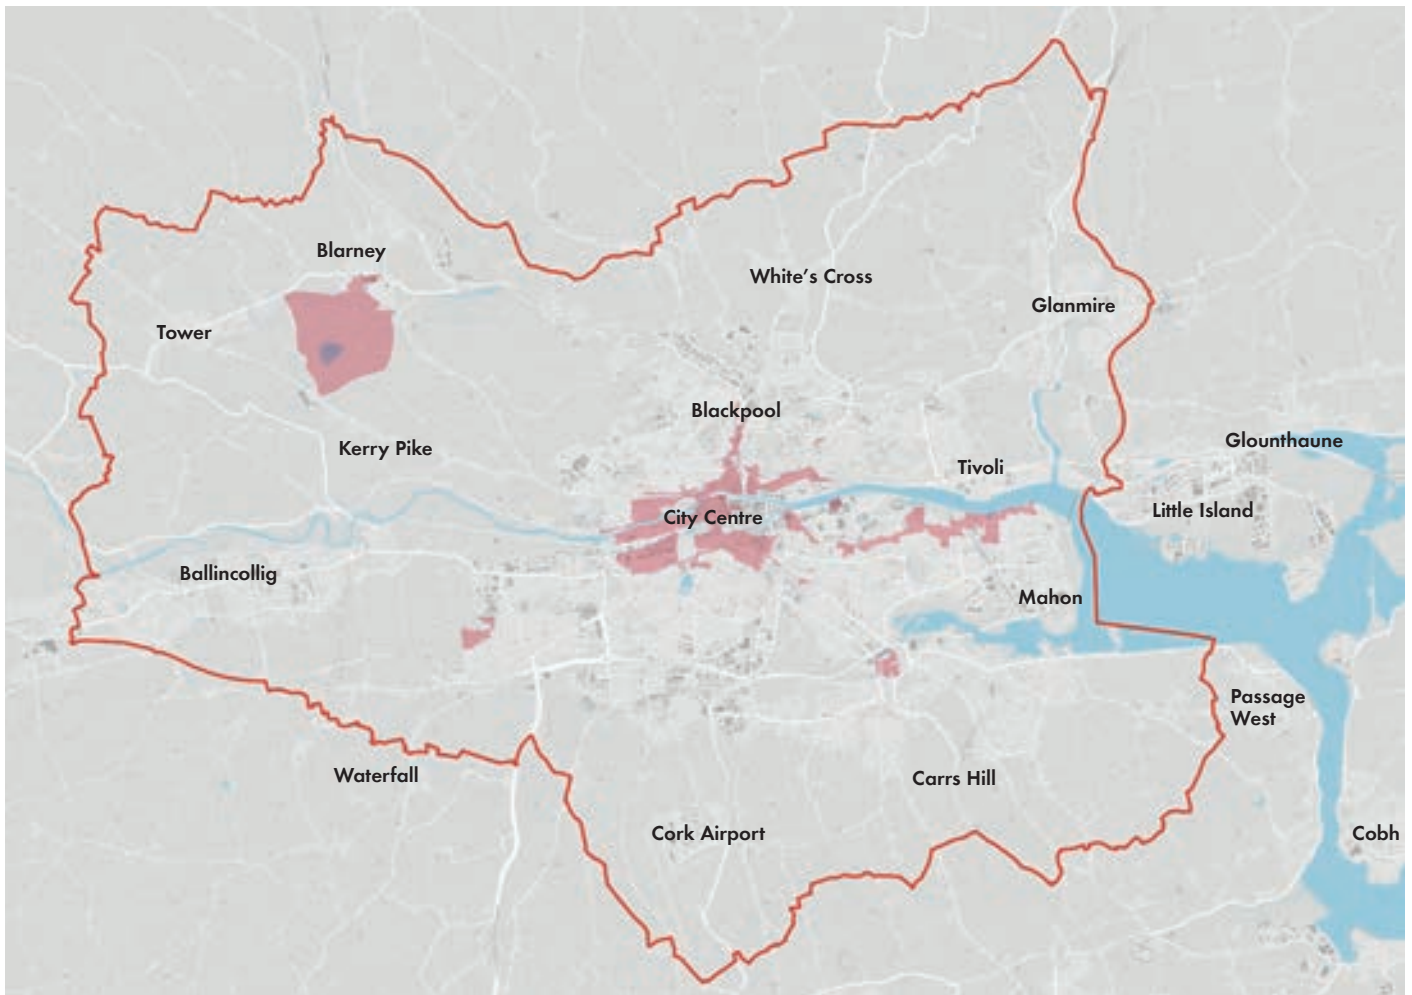 Blarney
White's Cross
Glanmire
Tower
Blackpool
Glounthaune
Kerry Pike
Tivoli
Little Island
City Centre
Ballincollig
Mahon
Passage
West
Waterfall
Carrs Hill
Cork Airport
Cobh